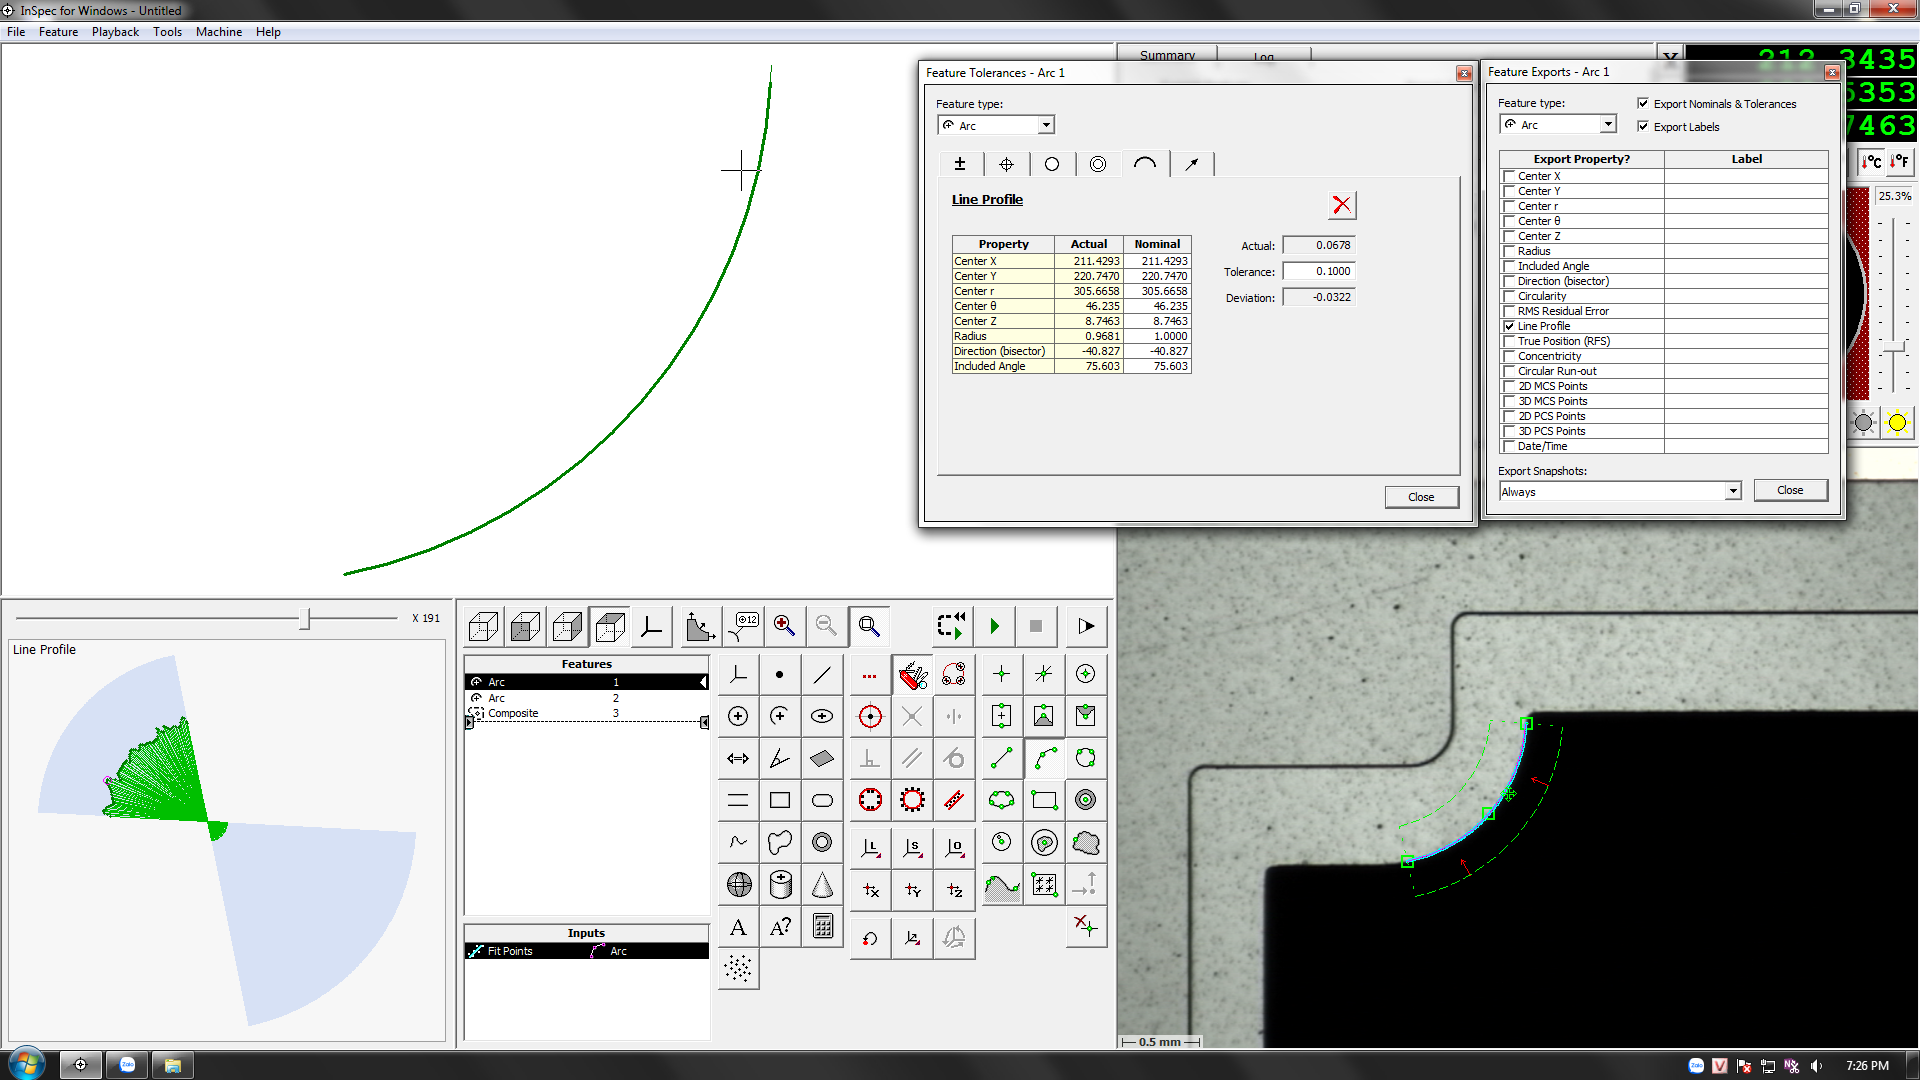 InSpec for Windows - Untitled
File Feature Playback Tools Machine Help
Summary Log
Feature Tolerances - Arc 1
Feature type:
Arc
Line Profile
Property Actual Nominal
Center X 211.4293 211.4293
Center Y 220.7470 220.7470
Center r 305.6658 305.6658
Center θ 46.235 46.235
Center Z 8.7463 8.7463
Radius 0.9681 1.0000
Direction (bisector) -40.827 -40.827
Included Angle 75.603 75.603
Actual: 0.0678
Tolerance: 0.1000
Deviation: -0.0322
Close
Feature Exports - Arc 1
Feature type:
Arc
Export Nominals & Tolerances
Export Labels
Export Property? Label
Center X
Center Y
Center r
Center θ
Center Z
Radius
Included Angle
Direction (bisector)
Circularity
RMS Residual Error
Line Profile
True Position (RFS)
Concentricity
Circular Run-out
2D MCS Points
3D MCS Points
2D PCS Points
3D PCS Points
Date/Time
Export Snapshots:
Always
Close
3435
5353
7463
°C °F
25.3%
X 191
Line Profile
12
Features
Arc 1
Arc 2
Composite 3
Inputs
Fit Points Arc
L S O
X Y Z
A A?
0.5 mm
Zalo
Zalo V
7:26 PM